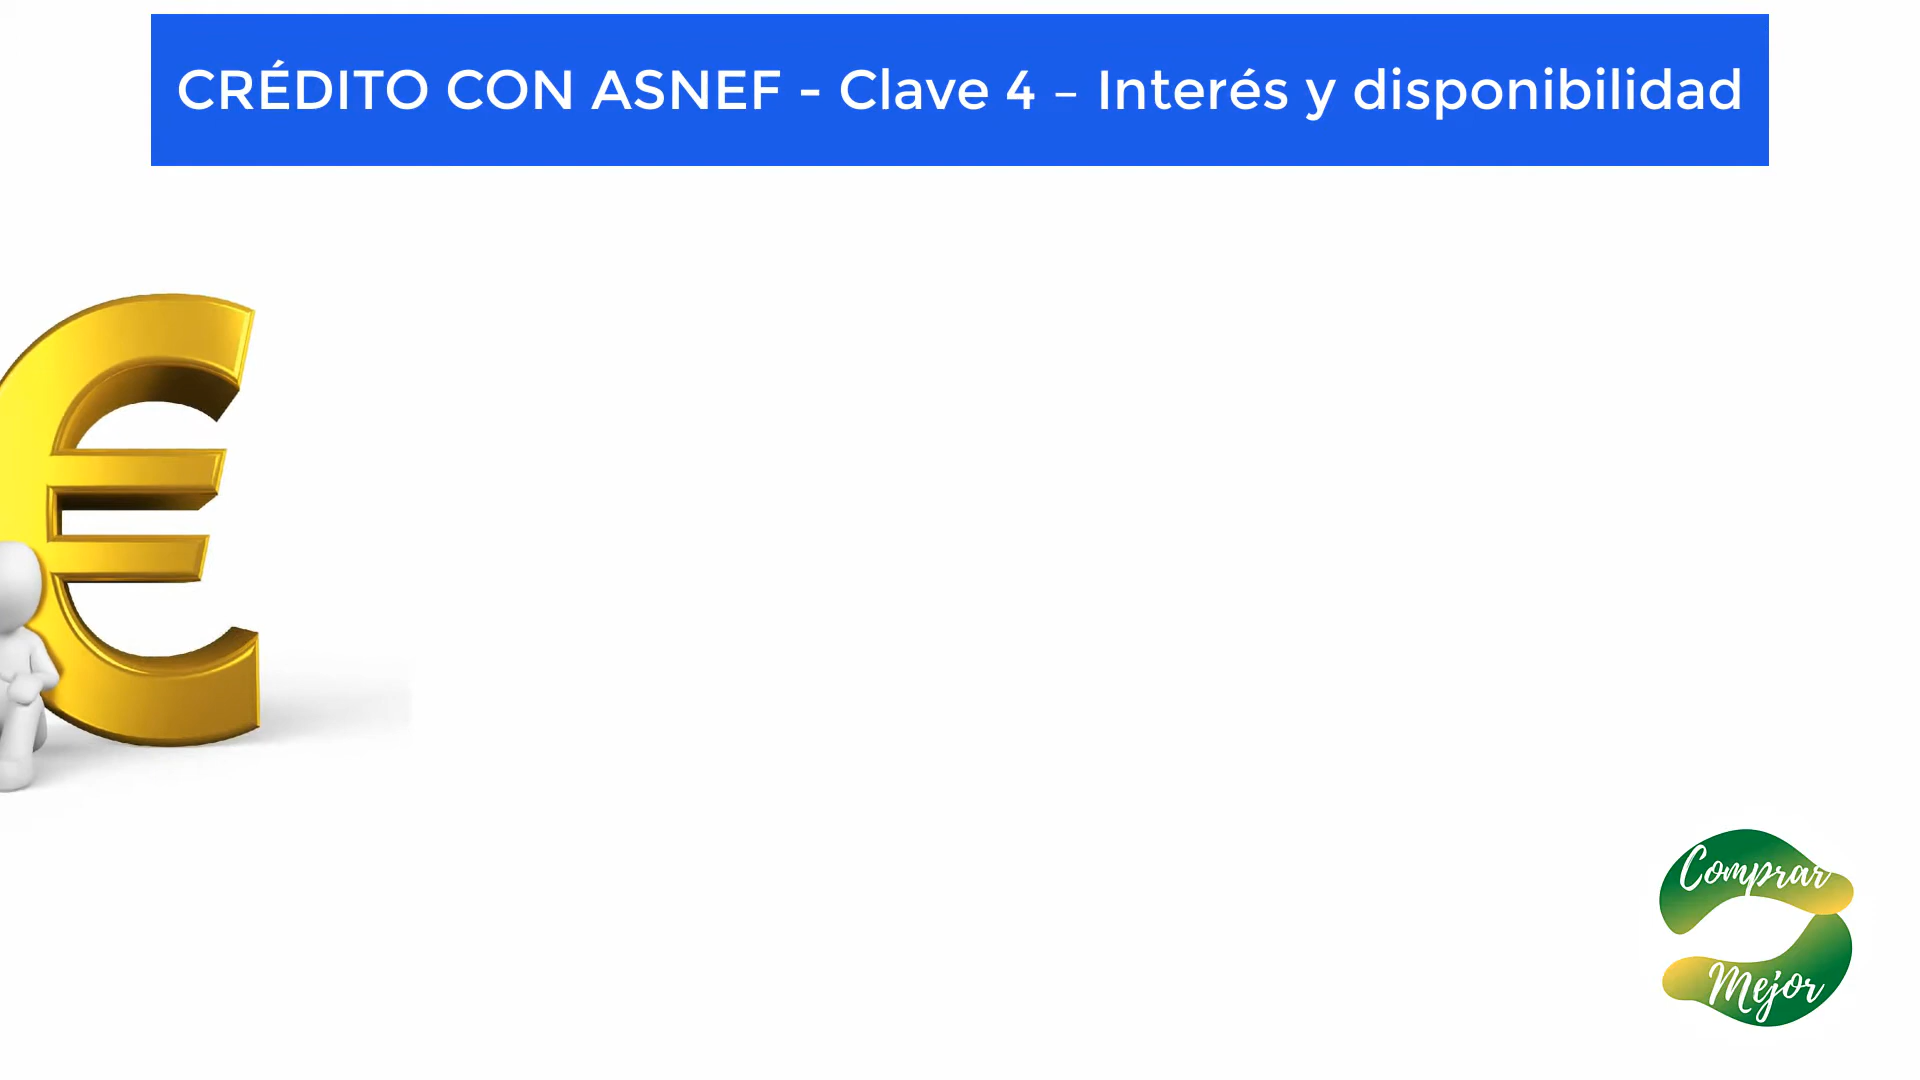 CRÉDITO CON ASNEF - Clave 4 – Interés y disponibilidad
Comprar
Mejor